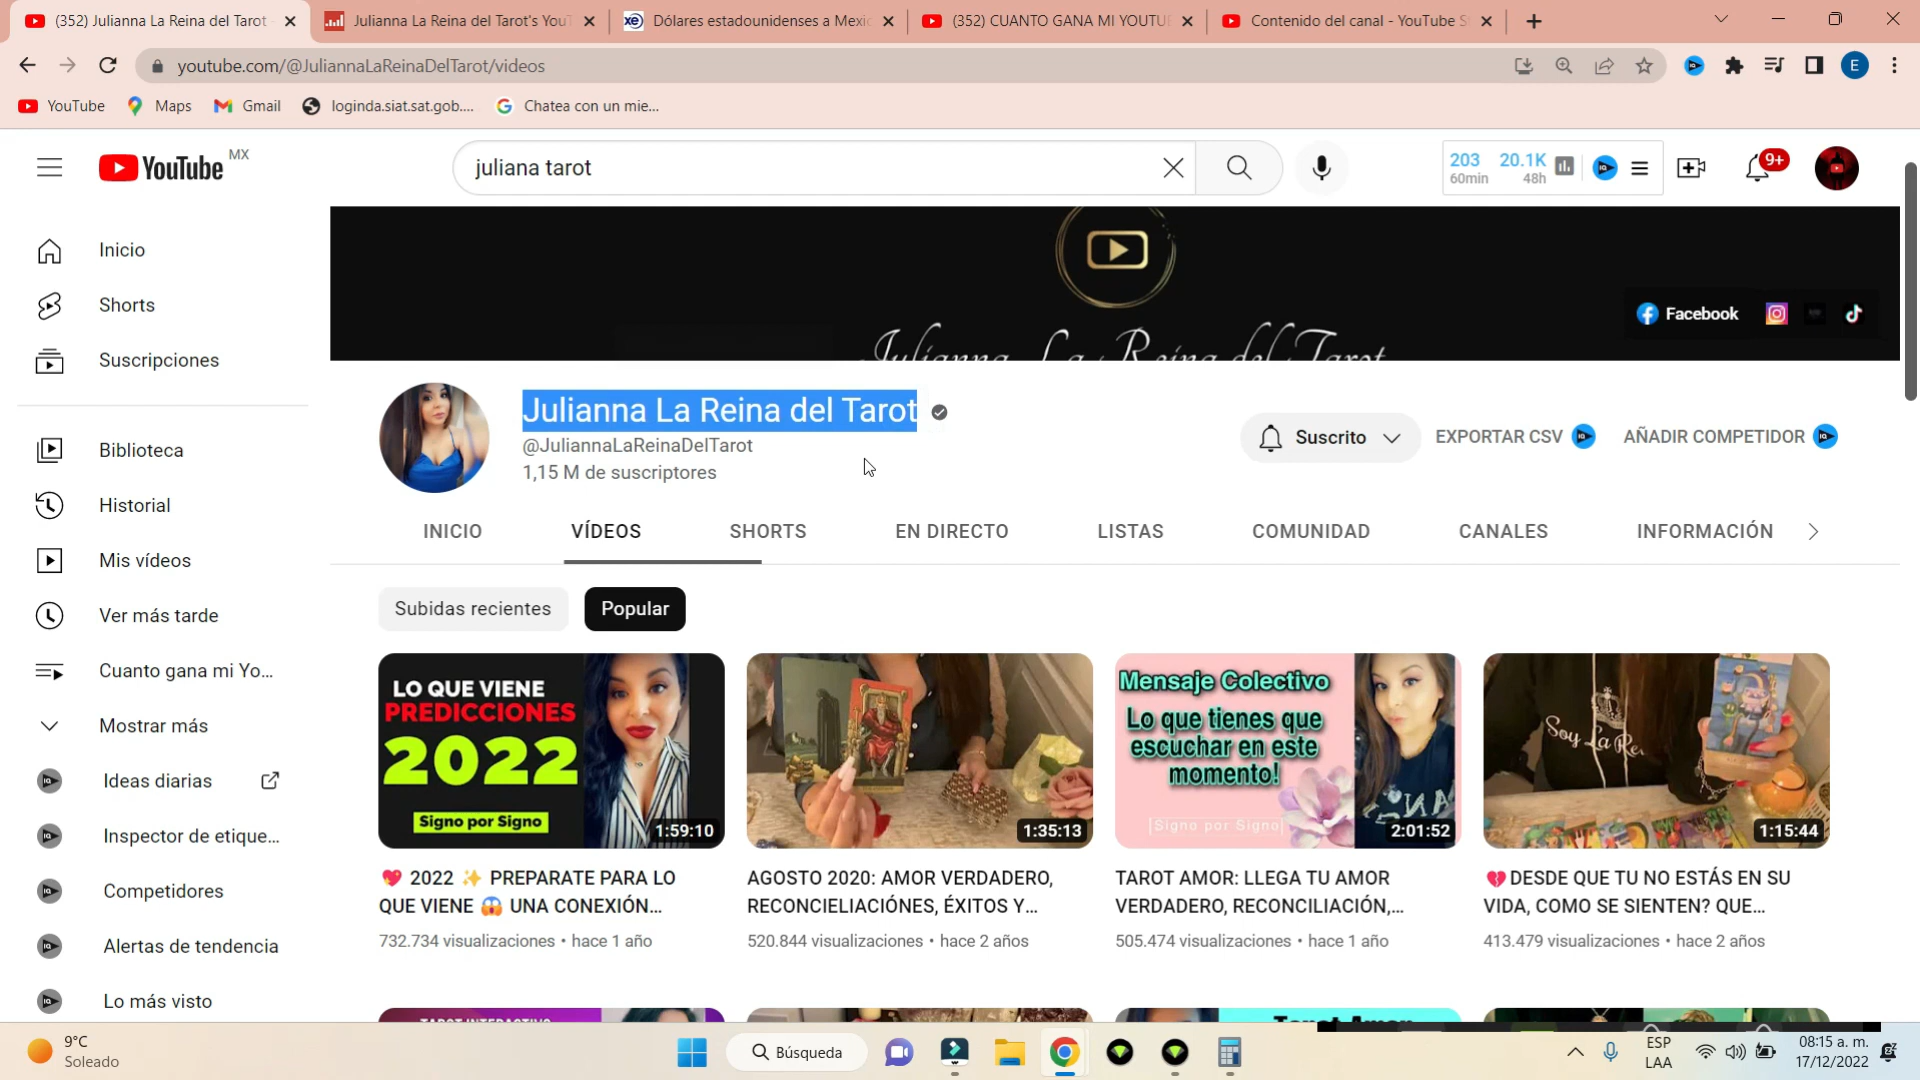 (352) Julianna La Reina del Tarot
Julianna La Reina del Tarot's YouT
Dólares estadounidenses a Mexic
(352) CUANTO GANA MI YOUTUB
Contenido del canal - YouTube S
youtube.com/@JuliannaLaReinaDelTarot/videos
E
YouTube
Maps
Gmail
loginda.siat.sat.gob....
Chatea con un mie...
YouTube MX
juliana tarot
203 20.1K
60min 48h
9+
Inicio
Shorts
Suscripciones
Biblioteca
Historial
Mis vídeos
Ver más tarde
Cuanto gana mi Yo...
Mostrar más
Ideas diarias
Inspector de etique...
Competidores
Alertas de tendencia
Lo más visto
Julianna La Reina del Tarot
Facebook
Julianna La Reina del Tarot
@JuliannaLaReinaDelTarot
1,15 M de suscriptores
Suscrito
EXPORTAR CSV
AÑADIR COMPETIDOR
INICIO VÍDEOS SHORTS EN DIRECTO LISTAS COMUNIDAD CANALES INFORMACIÓN
Subidas recientes Popular
LO QUE VIENE
PREDICCIONES
2022
Signo por Signo
1:59:10
💖 2022 ✨ PREPARATE PARA LO
QUE VIENE 😱 UNA CONEXIÓN...
732.734 visualizaciones • hace 1 año
1:35:13
AGOSTO 2020: AMOR VERDADERO,
RECONCIELIACIÓNES, ÉXITOS Y...
520.844 visualizaciones • hace 2 años
Mensaje Colectivo
Lo que tienes que
escuchar en este
momento!
|Signo por Signo|
2:01:52
TAROT AMOR: LLEGA TU AMOR
VERDADERO, RECONCILIACIÓN,...
505.474 visualizaciones • hace 1 año
Soy La Re
1:15:44
💔DESDE QUE TU NO ESTÁS EN SU
VIDA, COMO SE SIENTEN? QUE...
413.479 visualizaciones • hace 2 años
TAROT INTERACTIVO
Tarot Amor
9°C
Soleado
Búsqueda
ESP
LAA
08:15 a. m.
17/12/2022